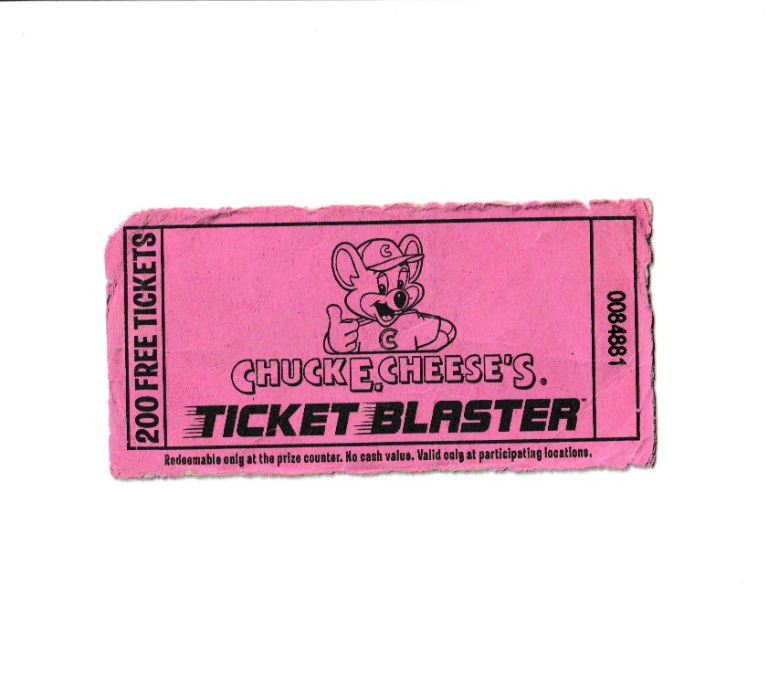 200 FREE TICKETS
C
C
CHUCK E. CHEESE'S®
TICKET BLASTER™
Redeemable only at the prize counter. No cash value. Valid only at participating locations.
0084881